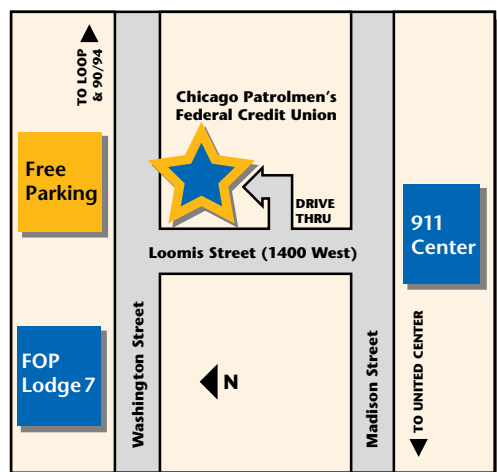 TO LOOP
& 90/94
Chicago Patrolmen's
Federal Credit Union
Free
Parking
DRIVE
THRU
911
Center
Loomis Street (1400 West)
FOP
Lodge 7
Washington Street
N
Madison Street
TO UNITED CENTER